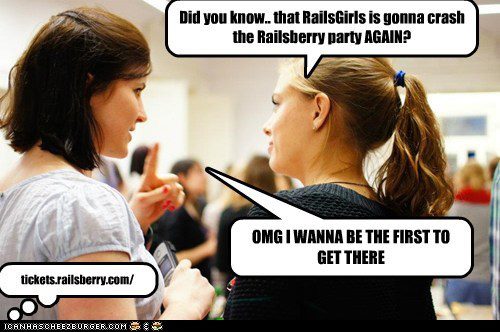 Did you know.. that RailsGirls is gonna crash
the Railsberry party AGAIN?
OMG I WANNA BE THE FIRST TO
GET THERE
tickets.railsberry.com/
ICANHASCHEEZBURGER.COM